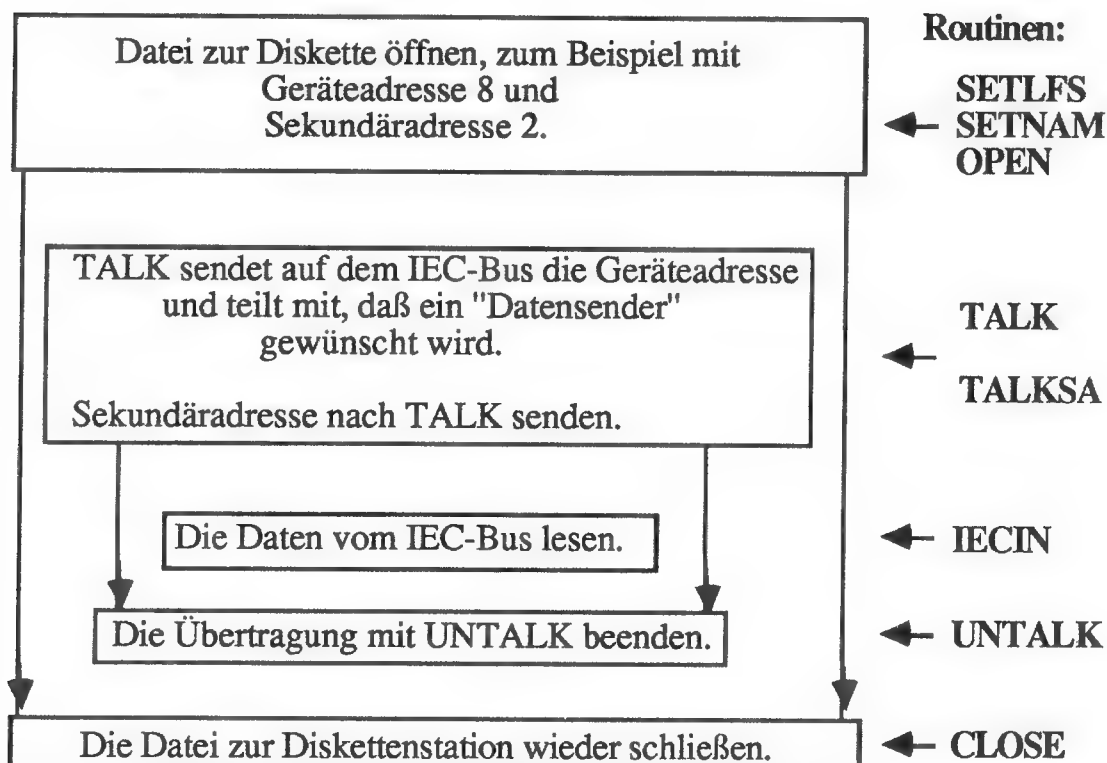 Routinen:
Datei zur Diskette öffnen, zum Beispiel mit
Geräteadresse 8 und
Sekundäradresse 2.
SETLFS
SETNAM
OPEN
TALK sendet auf dem IEC-Bus die Geräteadresse
und teilt mit, daß ein "Datensender"
gewünscht wird.
Sekundäradresse nach TALK senden.
TALK
TALKSA
Die Daten vom IEC-Bus lesen.
IECIN
Die Übertragung mit UNTALK beenden.
UNTALK
Die Datei zur Diskettenstation wieder schließen.
CLOSE